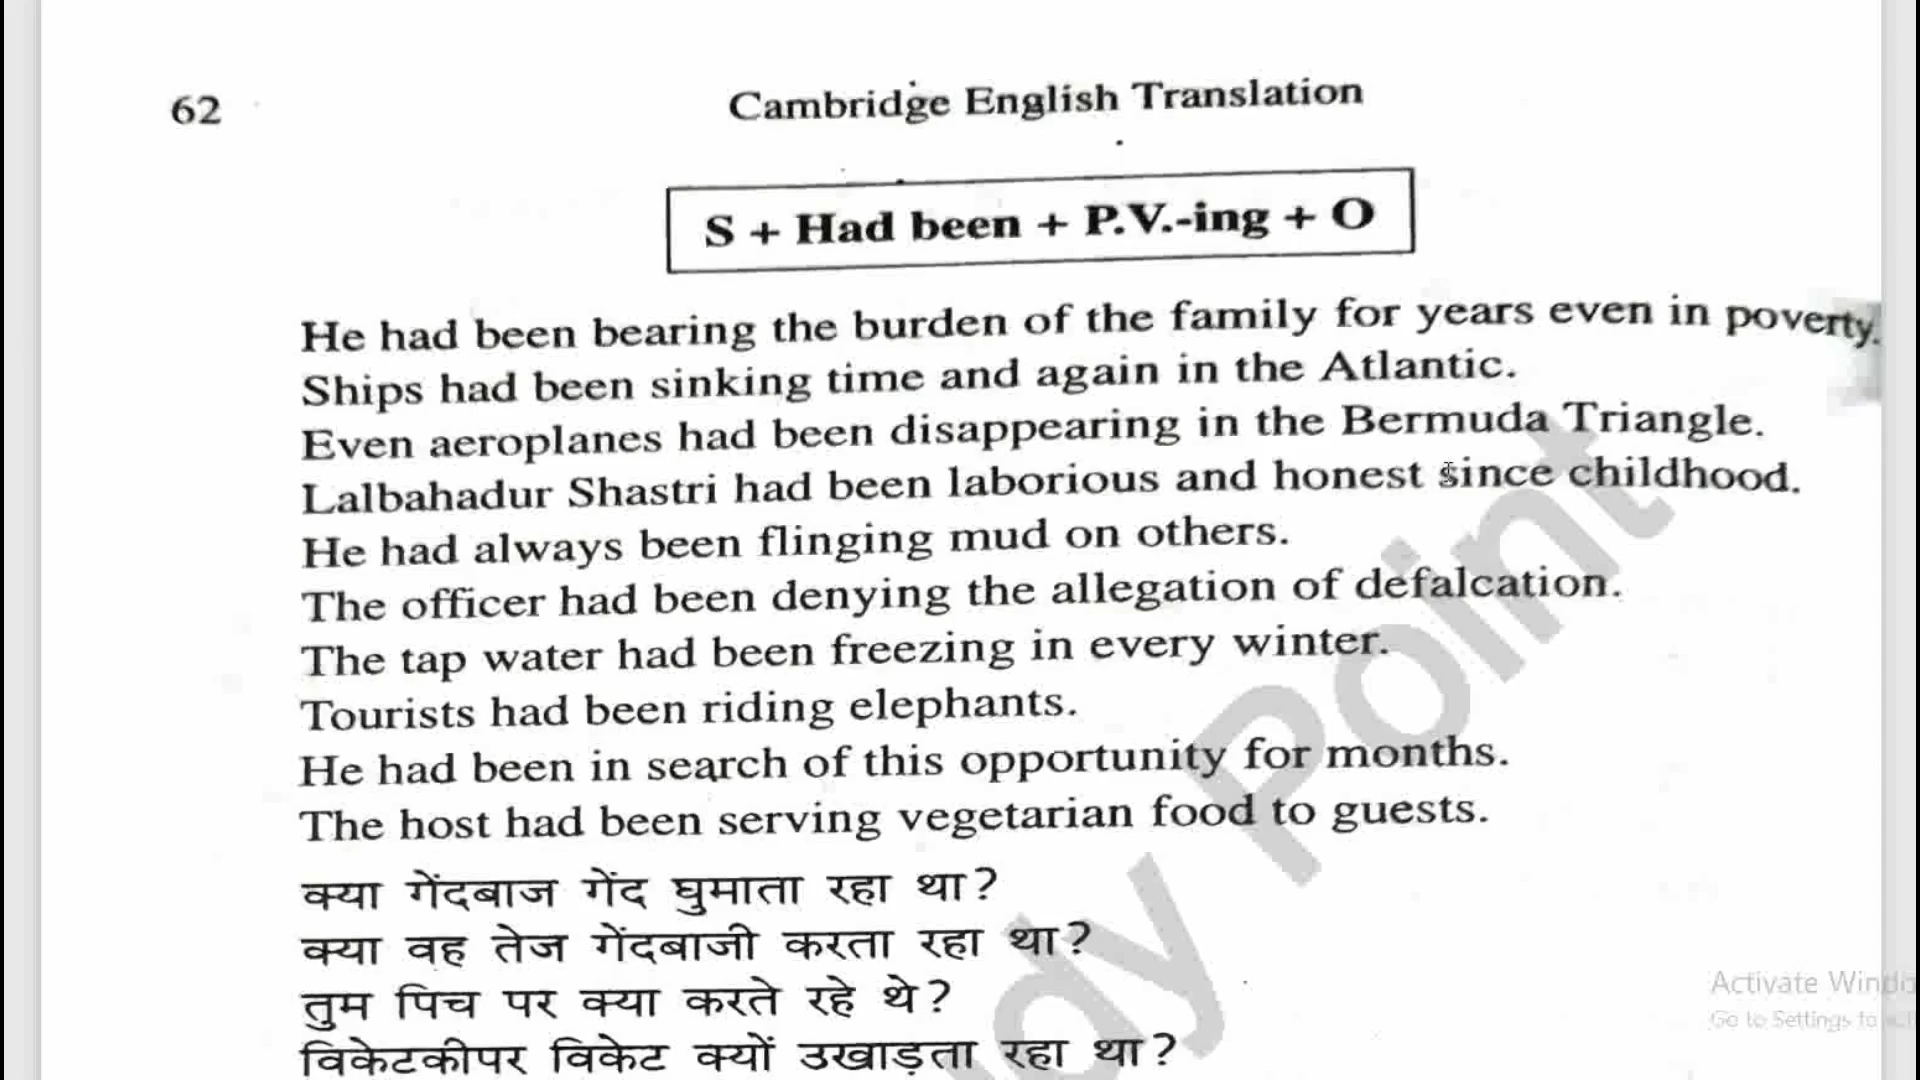 62
Cambridge English Translation
S + Had been + P.V.-ing + O
He had been bearing the burden of the family for years even in poverty.
Ships had been sinking time and again in the Atlantic.
Even aeroplanes had been disappearing in the Bermuda Triangle.
Lalbahadur Shastri had been laborious and honest since childhood.
He had always been flinging mud on others.
The officer had been denying the allegation of defalcation.
The tap water had been freezing in every winter.
Tourists had been riding elephants.
He had been in search of this opportunity for months.
The host had been serving vegetarian food to guests.
क्या गेंदबाज गेंद घुमाता रहा था?
क्या वह तेज गेंदबाजी करता रहा था?
तुम पिच पर क्या करते रहे थे?
विकेटकीपर विकेट क्यों उखाड़ता रहा था?
dy Point
Activate Windo
Go to Settings to